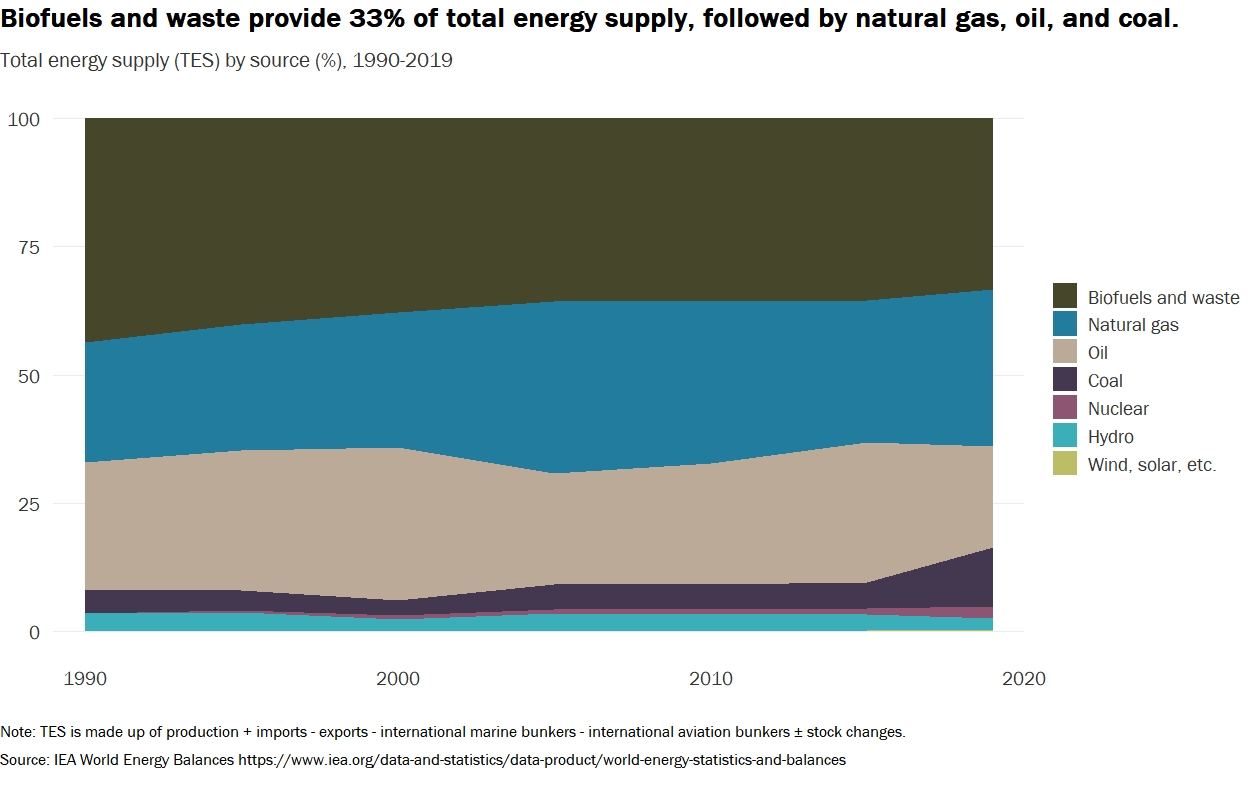 Biofuels and waste provide 33% of total energy supply, followed by natural gas, oil, and coal.
Total energy supply (TES) by source (%), 1990-2019
100
75
50
25
0
1990
2000
2010
2020
Biofuels and waste
Natural gas
Oil
Coal
Nuclear
Hydro
Wind, solar, etc.
Note: TES is made up of production + imports - exports - international marine bunkers - international aviation bunkers ± stock changes.
Source: IEA World Energy Balances https://www.iea.org/data-and-statistics/data-product/world-energy-statistics-and-balances